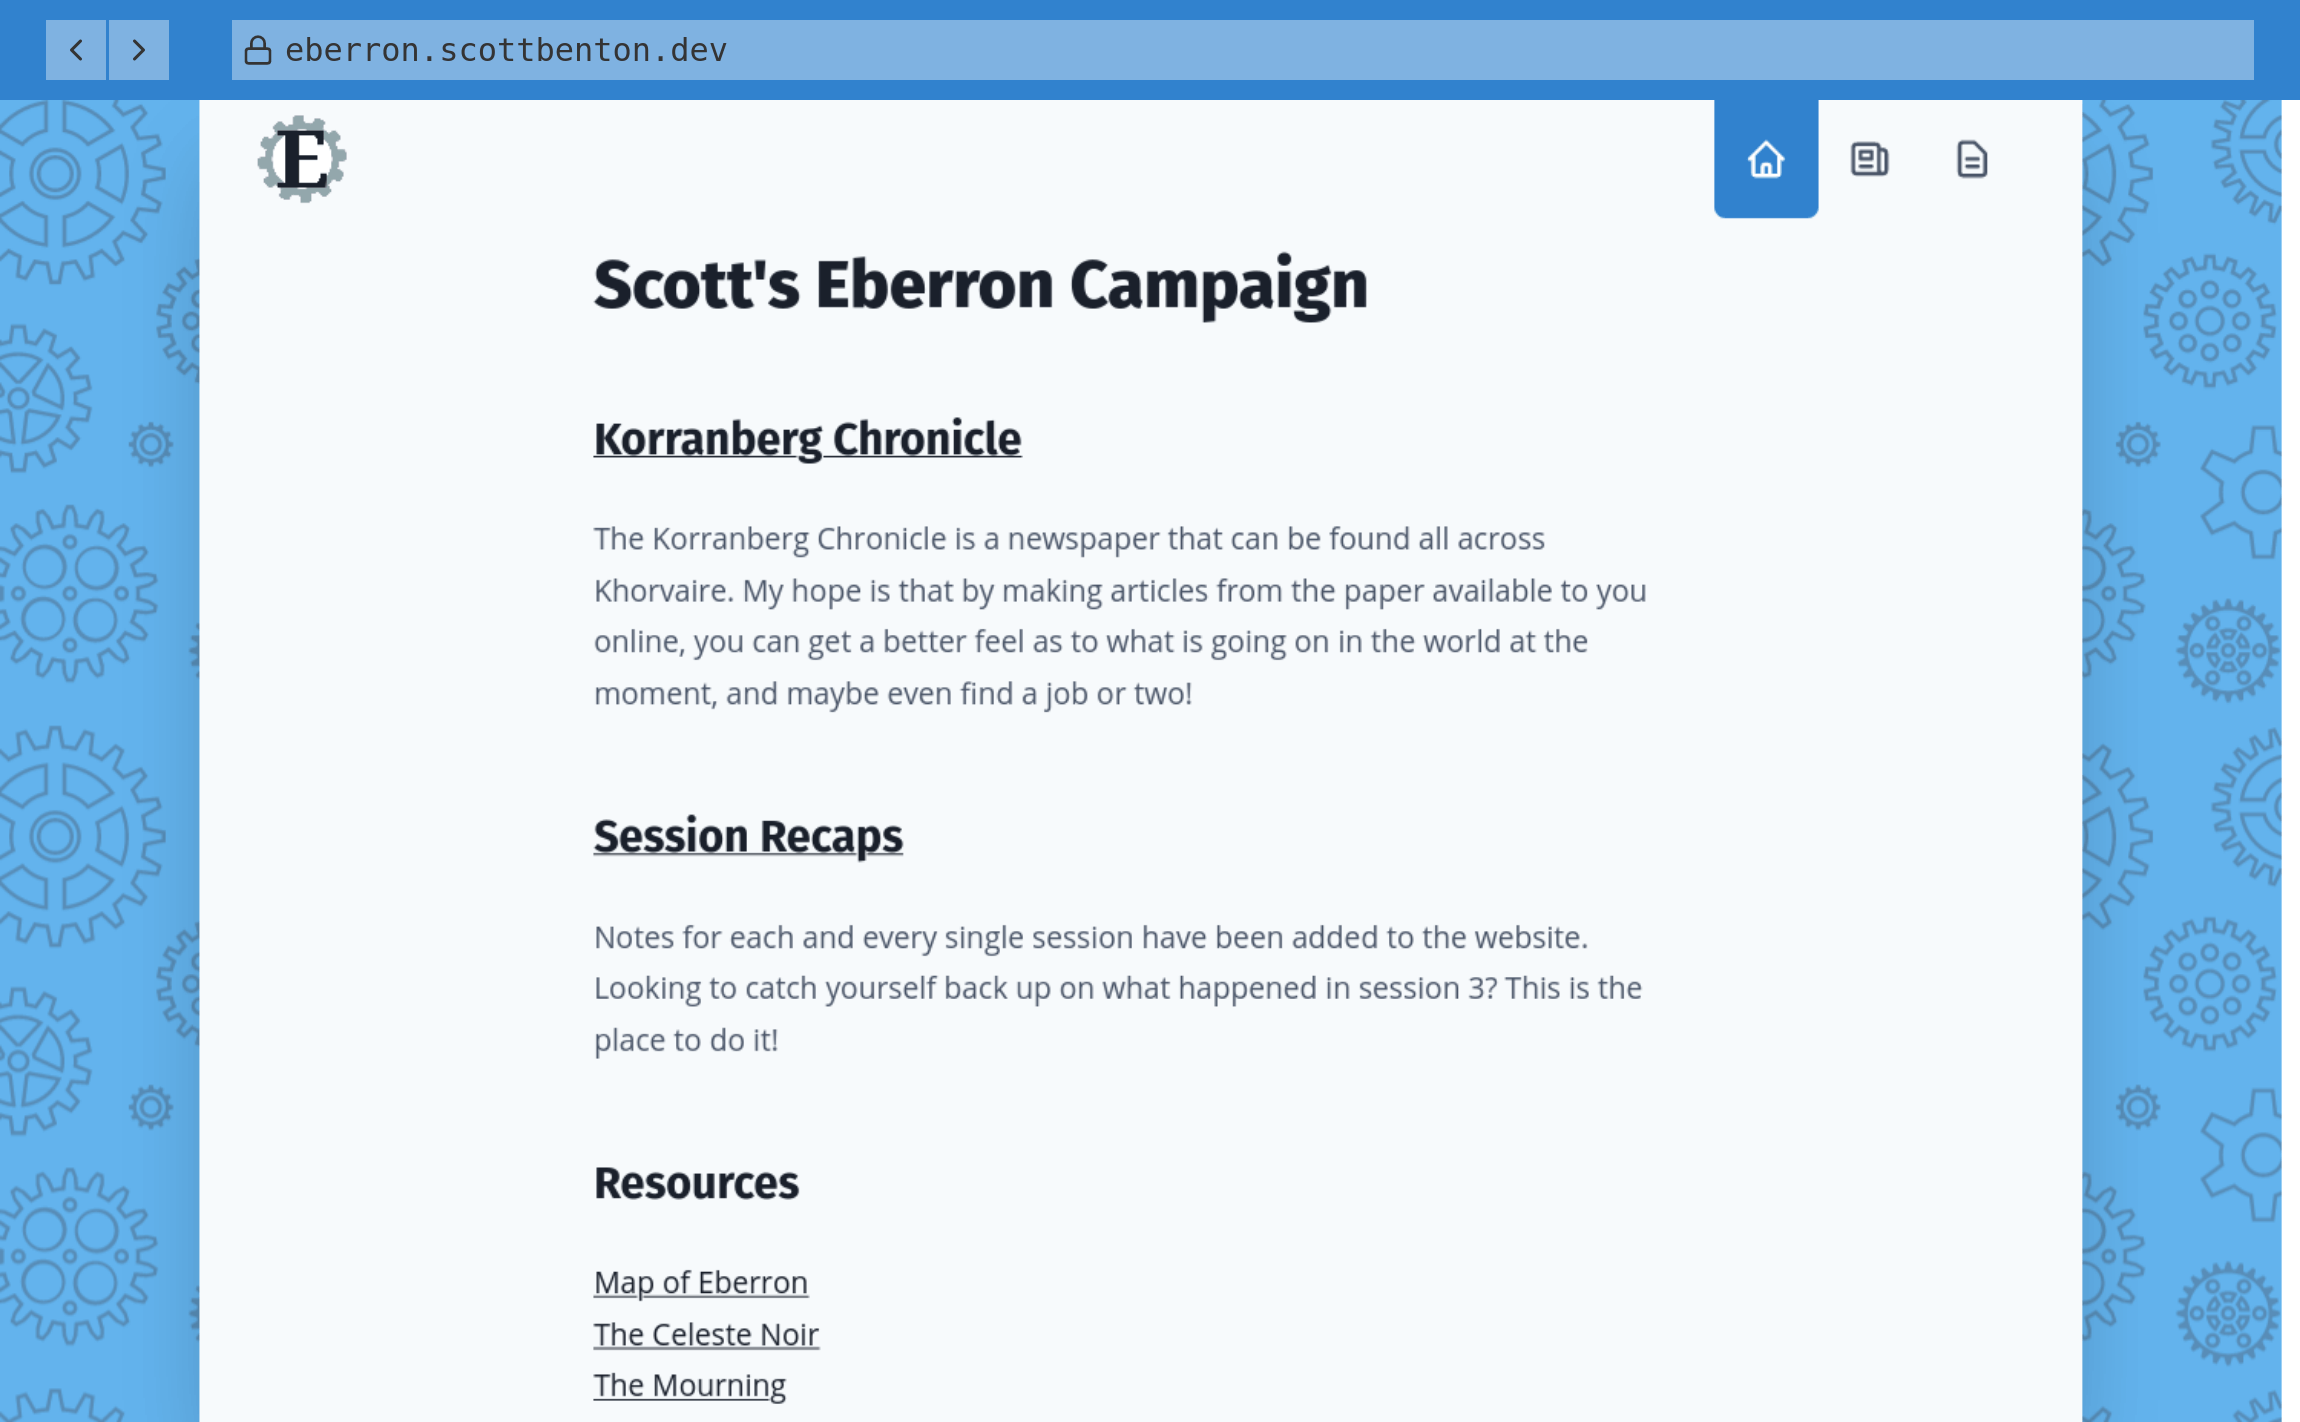 eberron.scottbenton.dev
E
Scott's Eberron Campaign
Korranberg Chronicle
The Korranberg Chronicle is a newspaper that can be found all across
Khorvaire. My hope is that by making articles from the paper available to you
online, you can get a better feel as to what is going on in the world at the
moment, and maybe even find a job or two!
Session Recaps
Notes for each and every single session have been added to the website.
Looking to catch yourself back up on what happened in session 3? This is the
place to do it!
Resources
Map of Eberron
The Celeste Noir
The Mourning